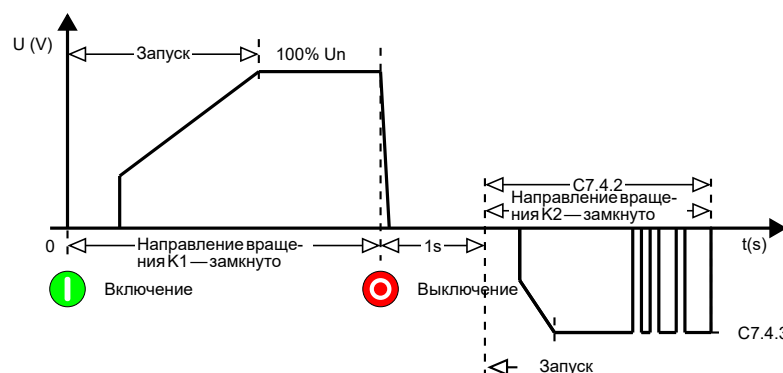 U (V)
Запуск
100% Un
C7.4.2
Направление враще-
ния K2 — замкнуто
0
Направление враще-
ния K1 — замкнуто
1s
t(s)
Включение
Выключение
C7.4.3
Запуск